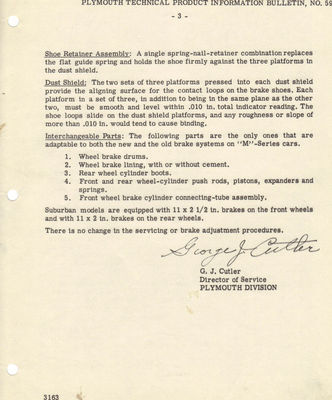 PLYMOUTH TECHNICAL PRODUCT INFORMATION BULLETIN, NO. 59
- 3 -
Shoe Retainer Assembly: A single spring-nail-retainer combination replaces
the flat guide spring and holds the shoe firmly against the three platforms in
the dust shield.
Dust Shield: The two sets of three platforms pressed into each dust shield
provide the aligning surface for the contact loops on the brake shoes. Each
platform in a set of three, in addition to being in the same plane as the other
two, must be smooth and level within .010 in. total indicator reading. The
shoe loops slide on the dust shield platforms, and any roughness or slope of
more than .010 in. would tend to cause binding.
Interchangeable Parts: The following parts are the only ones that are
adaptable to both the new and the old brake systems on "M"-Series cars.
1. Wheel brake drums.
2. Wheel brake lining, with or without cement.
3. Rear wheel cylinder boots.
4. Front and rear wheel-cylinder push rods, pistons, expanders and
springs.
5. Front wheel brake cylinder connecting-tube assembly.
Suburban models are equipped with 11 x 2 1/2 in. brakes on the front wheels
and with 11 x 2 in. brakes on the rear wheels.
There is no change in the servicing or brake adjustment procedures.
George J. Cutler
G. J. Cutler
Director of Service
PLYMOUTH DIVISION
3163